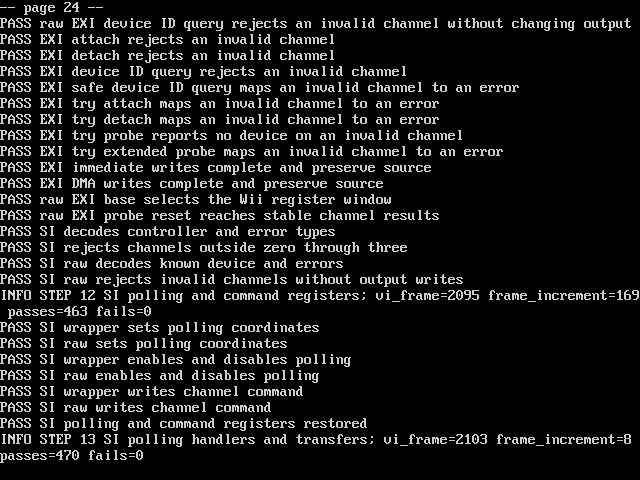 -- page 24 --
PASS raw EXI device ID query rejects an invalid channel without changing output
PASS EXI attach rejects an invalid channel
PASS EXI detach rejects an invalid channel
PASS EXI device ID query rejects an invalid channel
PASS EXI safe device ID query maps an invalid channel to an error
PASS EXI try attach maps an invalid channel to an error
PASS EXI try detach maps an invalid channel to an error
PASS EXI try probe reports no device on an invalid channel
PASS EXI try extended probe maps an invalid channel to an error
PASS EXI immediate writes complete and preserve source
PASS EXI DMA writes complete and preserve source
PASS raw EXI base selects the Wii register window
PASS raw EXI probe reset reaches stable channel results
PASS SI decodes controller and error types
PASS SI rejects channels outside zero through three
PASS SI raw decodes known device and errors
PASS SI raw rejects invalid channels without output writes
INFO STEP 12 SI polling and command registers; vi_frame=2095 frame_increment=169
 passes=463 fails=0
PASS SI wrapper sets polling coordinates
PASS SI raw sets polling coordinates
PASS SI wrapper enables and disables polling
PASS SI raw enables and disables polling
PASS SI wrapper writes channel command
PASS SI raw writes channel command
PASS SI polling and command registers restored
INFO STEP 13 SI polling handlers and transfers; vi_frame=2103 frame_increment=8
passes=470 fails=0